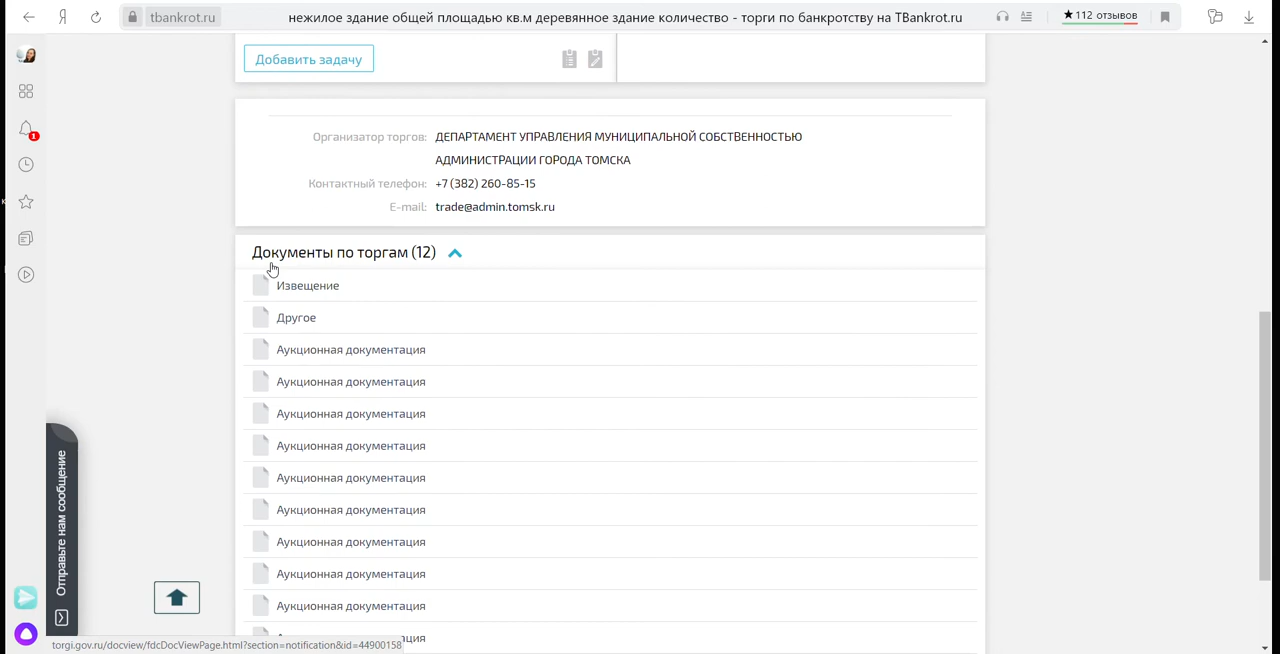 Я
tbankrot.ru
нежилое здание общей площадью кв.м деревянное здание количество - торги по банкротству на TBankrot.ru
★112 отзывов
Добавить задачу
1
Организатор торгов: ДЕПАРТАМЕНТ УПРАВЛЕНИЯ МУНИЦИПАЛЬНОЙ СОБСТВЕННОСТЬЮ
АДМИНИСТРАЦИИ ГОРОДА ТОМСКА
Контактный телефон: +7 (382) 260-85-15
E-mail: trade@admin.tomsk.ru
Документы по торгам (12)
Извещение
Другое
Аукционная документация
Аукционная документация
Аукционная документация
Аукционная документация
Аукционная документация
Аукционная документация
Аукционная документация
Аукционная документация
Аукционная документация
Отправьте нам сообщение
torgi.gov.ru/docview/fdcDocViewPage.html?section=notification&id=44900158